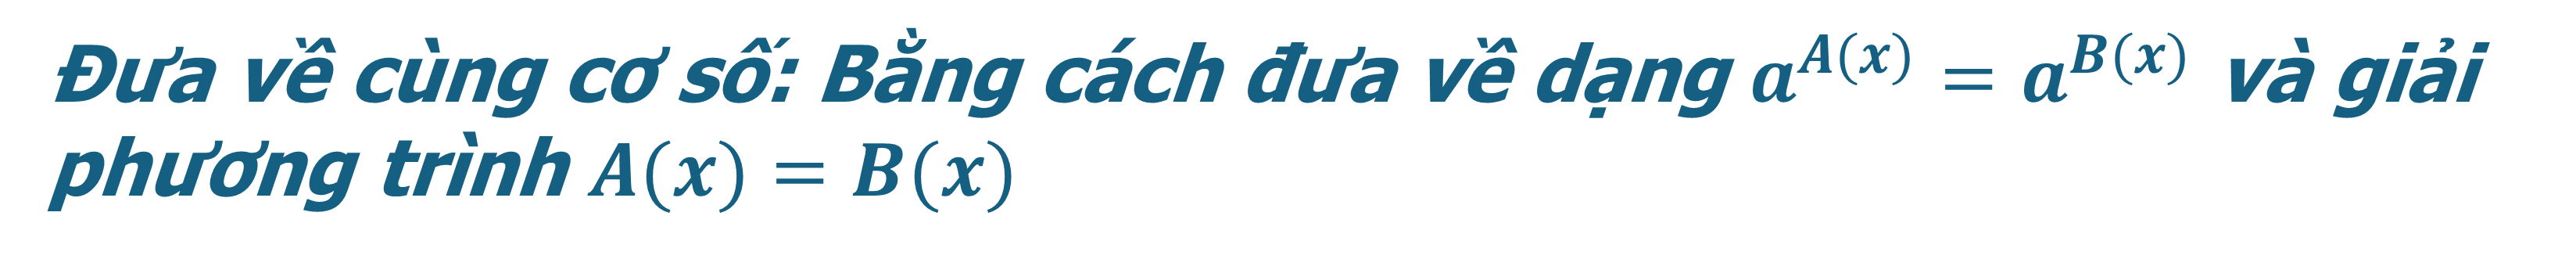 Đưa về cùng cơ số: Bằng cách đưa về dạng $a^{A(x)} = a^{B(x)}$ và giải
phương trình $A(x) = B(x)$